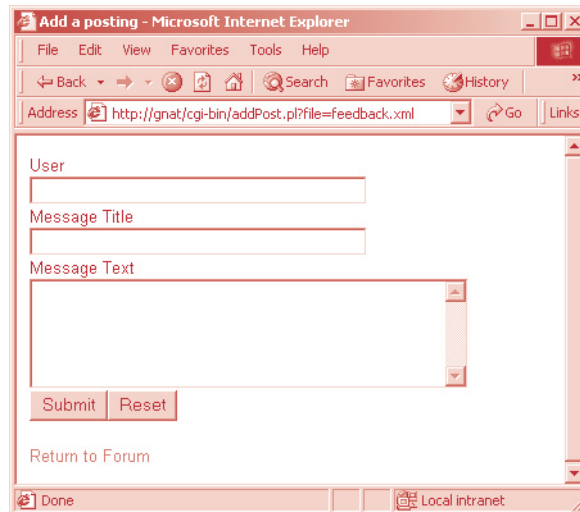 Add a posting - Microsoft Internet Explorer
File Edit View Favorites Tools Help
Back Search Favorites History »
Address http://gnat/cgi-bin/addPost.pl?file=feedback.xml Go Links
User
Message Title
Message Text
Submit Reset
Return to Forum
Done Local intranet